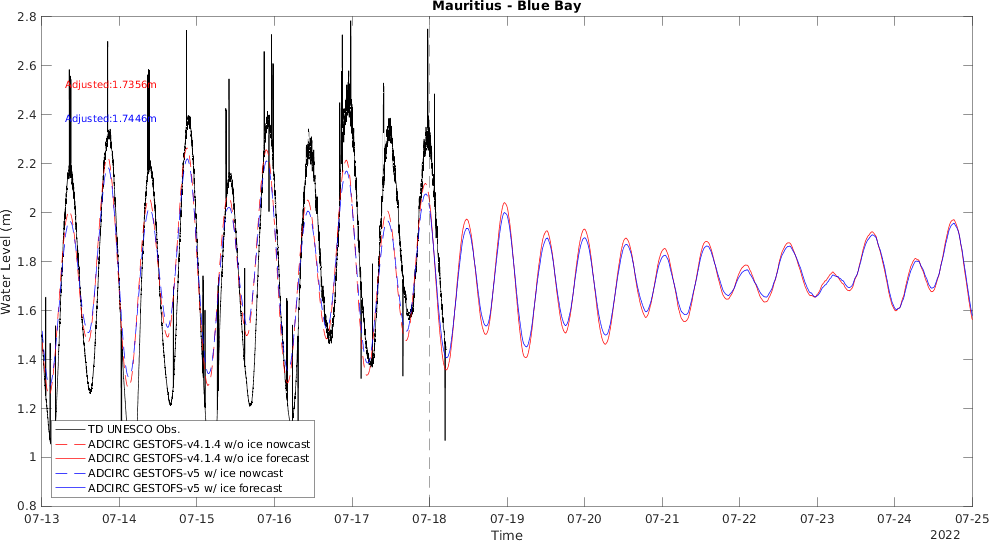 Mauritius - Blue Bay
2.8
2.6
2.4
2.2
2
1.8
1.6
1.4
1.2
1
0.8
Water Level (m)
Adjusted:1.7356m
Adjusted:1.7446m
TD UNESCO Obs.
ADCIRC GESTOFS-v4.1.4 w/o ice nowcast
ADCIRC GESTOFS-v4.1.4 w/o ice forecast
ADCIRC GESTOFS-v5 w/ ice nowcast
ADCIRC GESTOFS-v5 w/ ice forecast
07-13 07-14 07-15 07-16 07-17 07-18 07-19 07-20 07-21 07-22 07-23 07-24 07-25
Time
2022